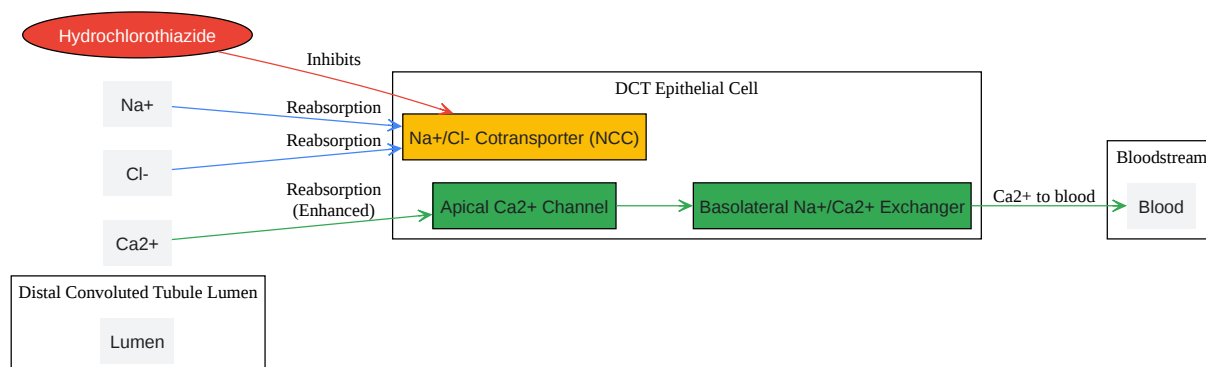 Hydrochlorothiazide
Inhibits
DCT Epithelial Cell
Na+
Reabsorption
Na+/Cl- Cotransporter (NCC)
Cl-
Reabsorption
Bloodstream
Reabsorption
(Enhanced)
Apical Ca2+ Channel
Basolateral Na+/Ca2+ Exchanger
Ca2+ to blood
Blood
Ca2+
Distal Convoluted Tubule Lumen
Lumen